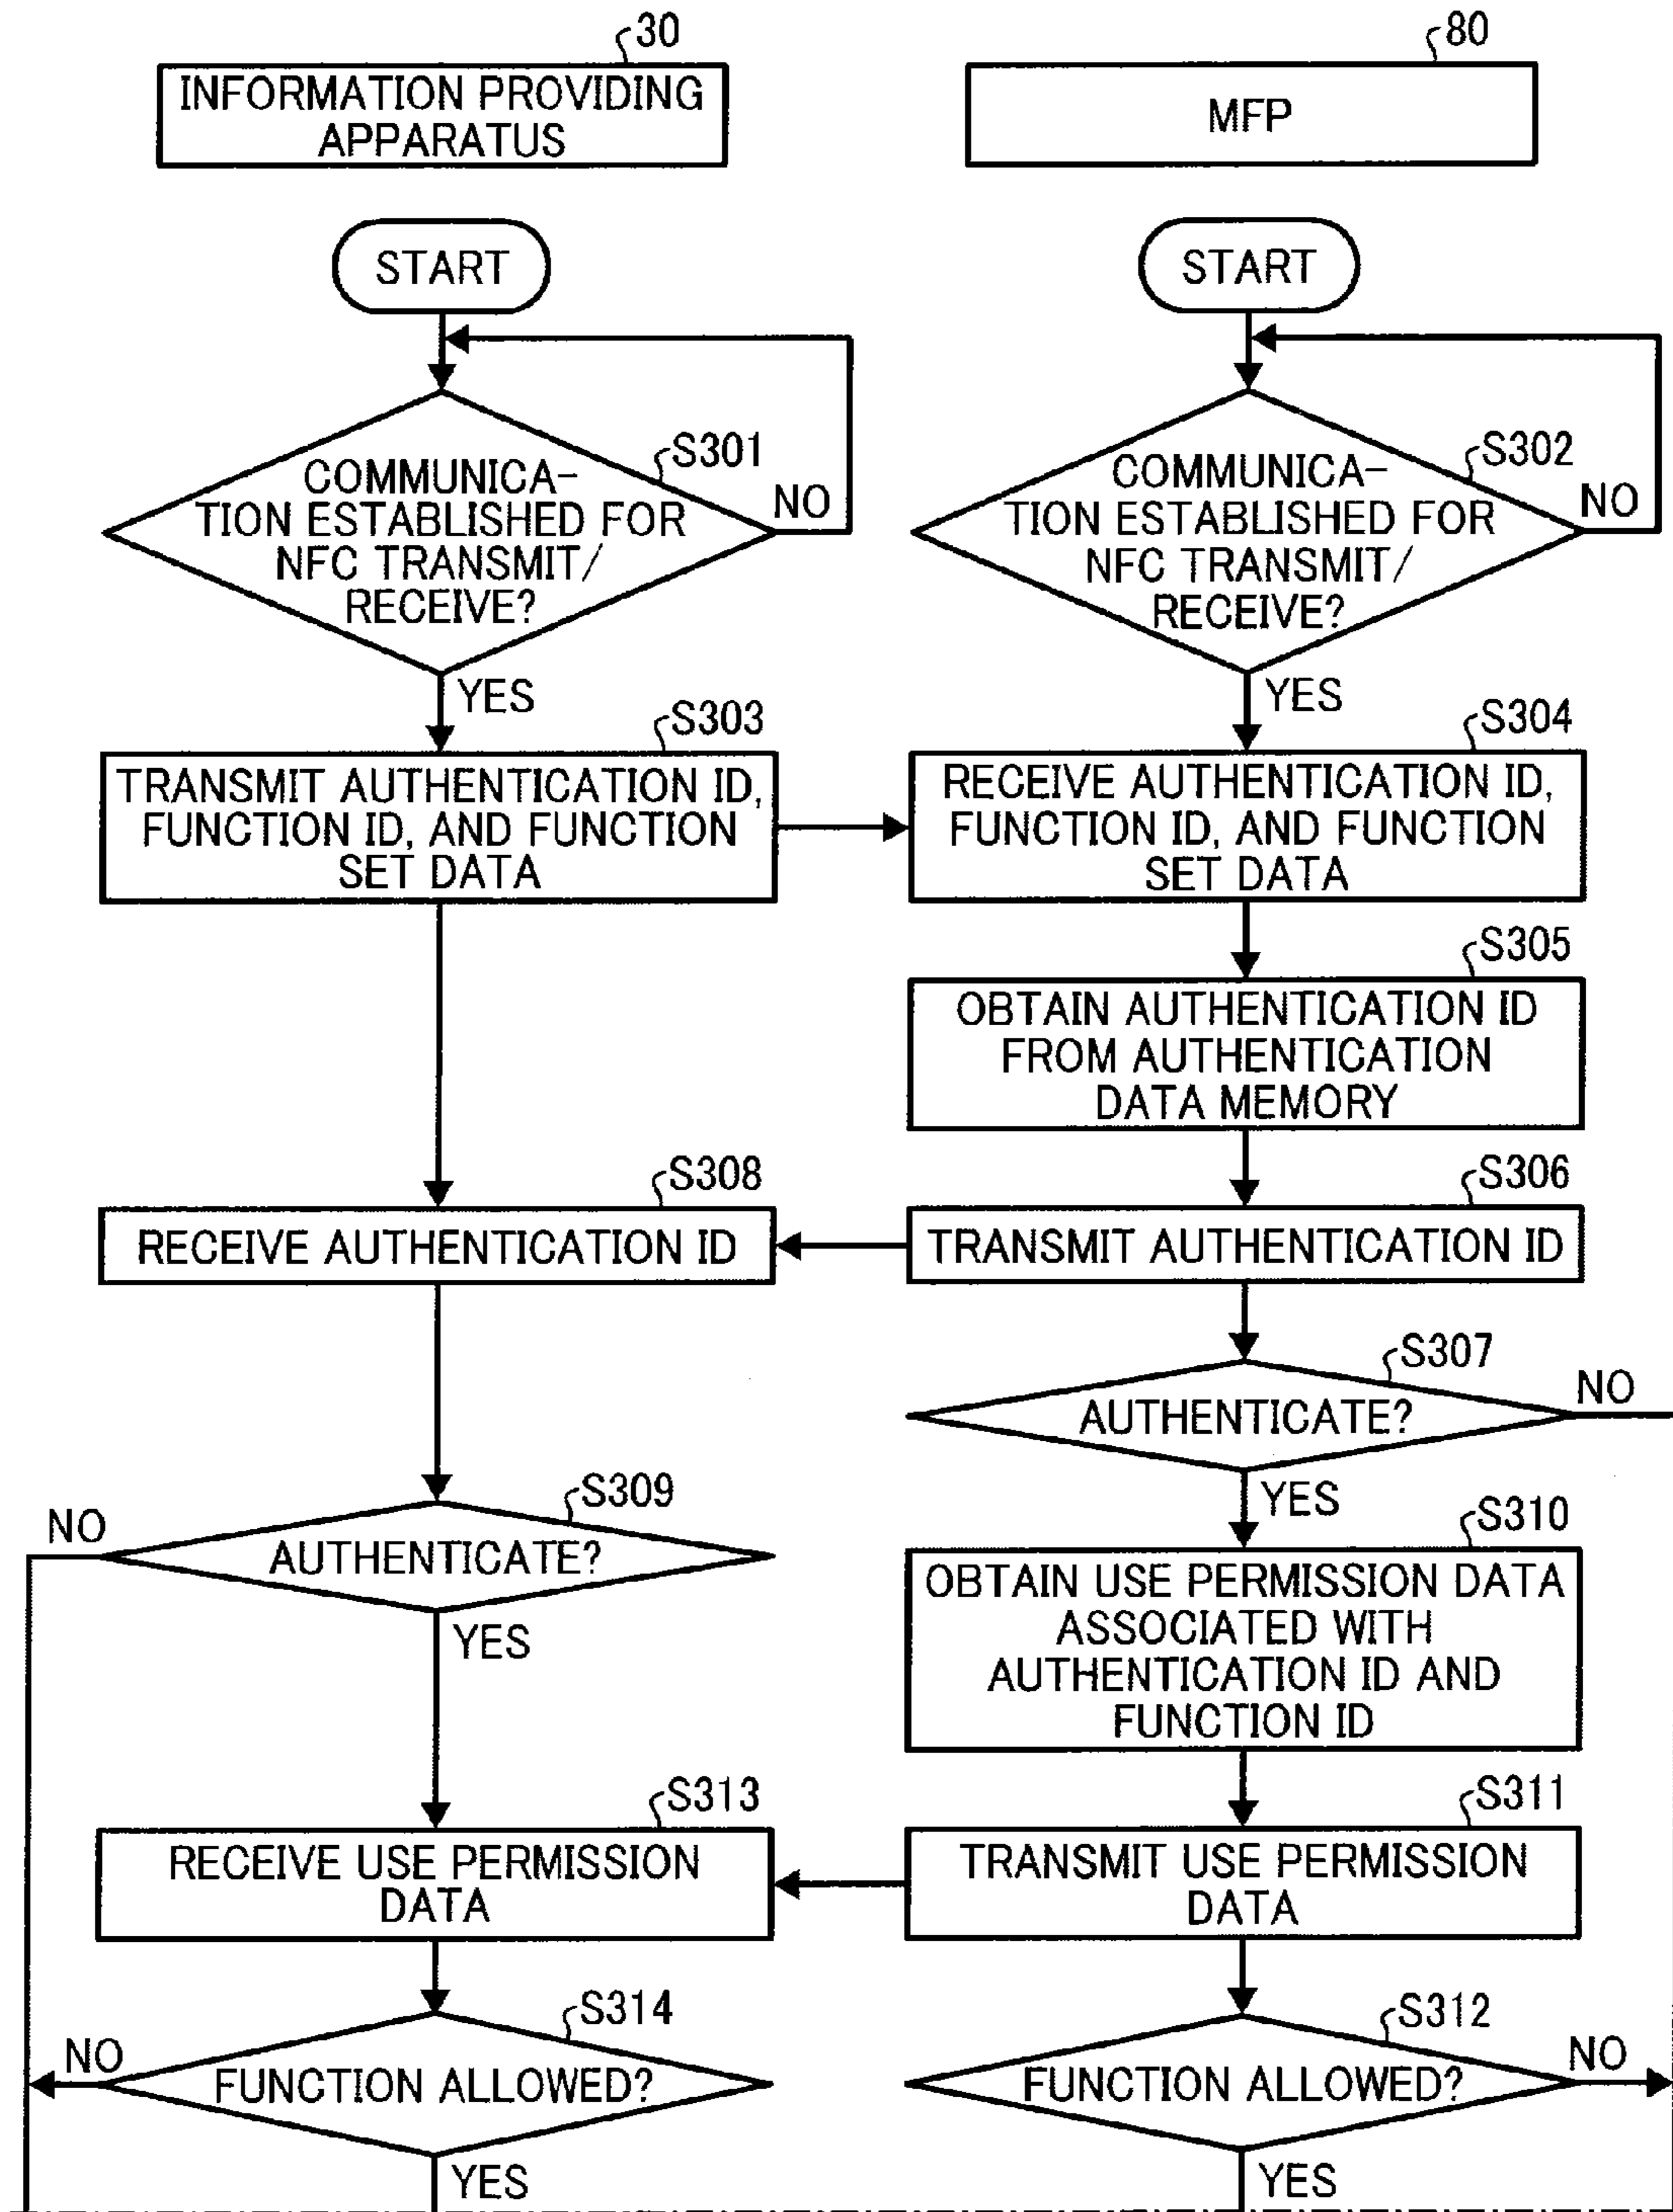 30
INFORMATION PROVIDING
APPARATUS
80
MFP
START
START
S301
COMMUNICA-
TION ESTABLISHED FOR
NFC TRANSMIT/
RECEIVE?
NO
YES
S302
COMMUNICA-
TION ESTABLISHED FOR
NFC TRANSMIT/
RECEIVE?
NO
YES
S303
TRANSMIT AUTHENTICATION ID,
FUNCTION ID, AND FUNCTION
SET DATA
S304
RECEIVE AUTHENTICATION ID,
FUNCTION ID, AND FUNCTION
SET DATA
S305
OBTAIN AUTHENTICATION ID
FROM AUTHENTICATION
DATA MEMORY
S308
RECEIVE AUTHENTICATION ID
S306
TRANSMIT AUTHENTICATION ID
S307
AUTHENTICATE?
NO
YES
S309
NO
AUTHENTICATE?
YES
S310
OBTAIN USE PERMISSION DATA
ASSOCIATED WITH
AUTHENTICATION ID AND
FUNCTION ID
S313
RECEIVE USE PERMISSION
DATA
S311
TRANSMIT USE PERMISSION
DATA
S314
NO
FUNCTION ALLOWED?
YES
S312
FUNCTION ALLOWED?
NO
YES